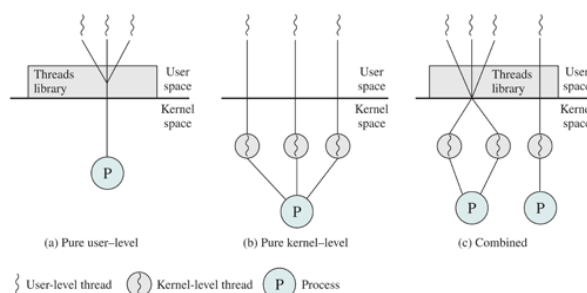 Threads
library
User
space
Kernel
space
P
(a) Pure user–level
User
space
Kernel
space
P
(b) Pure kernel–level
Threads
library
User
space
Kernel
space
P
P
(c) Combined
User-level thread
Kernel-level thread
P
Process